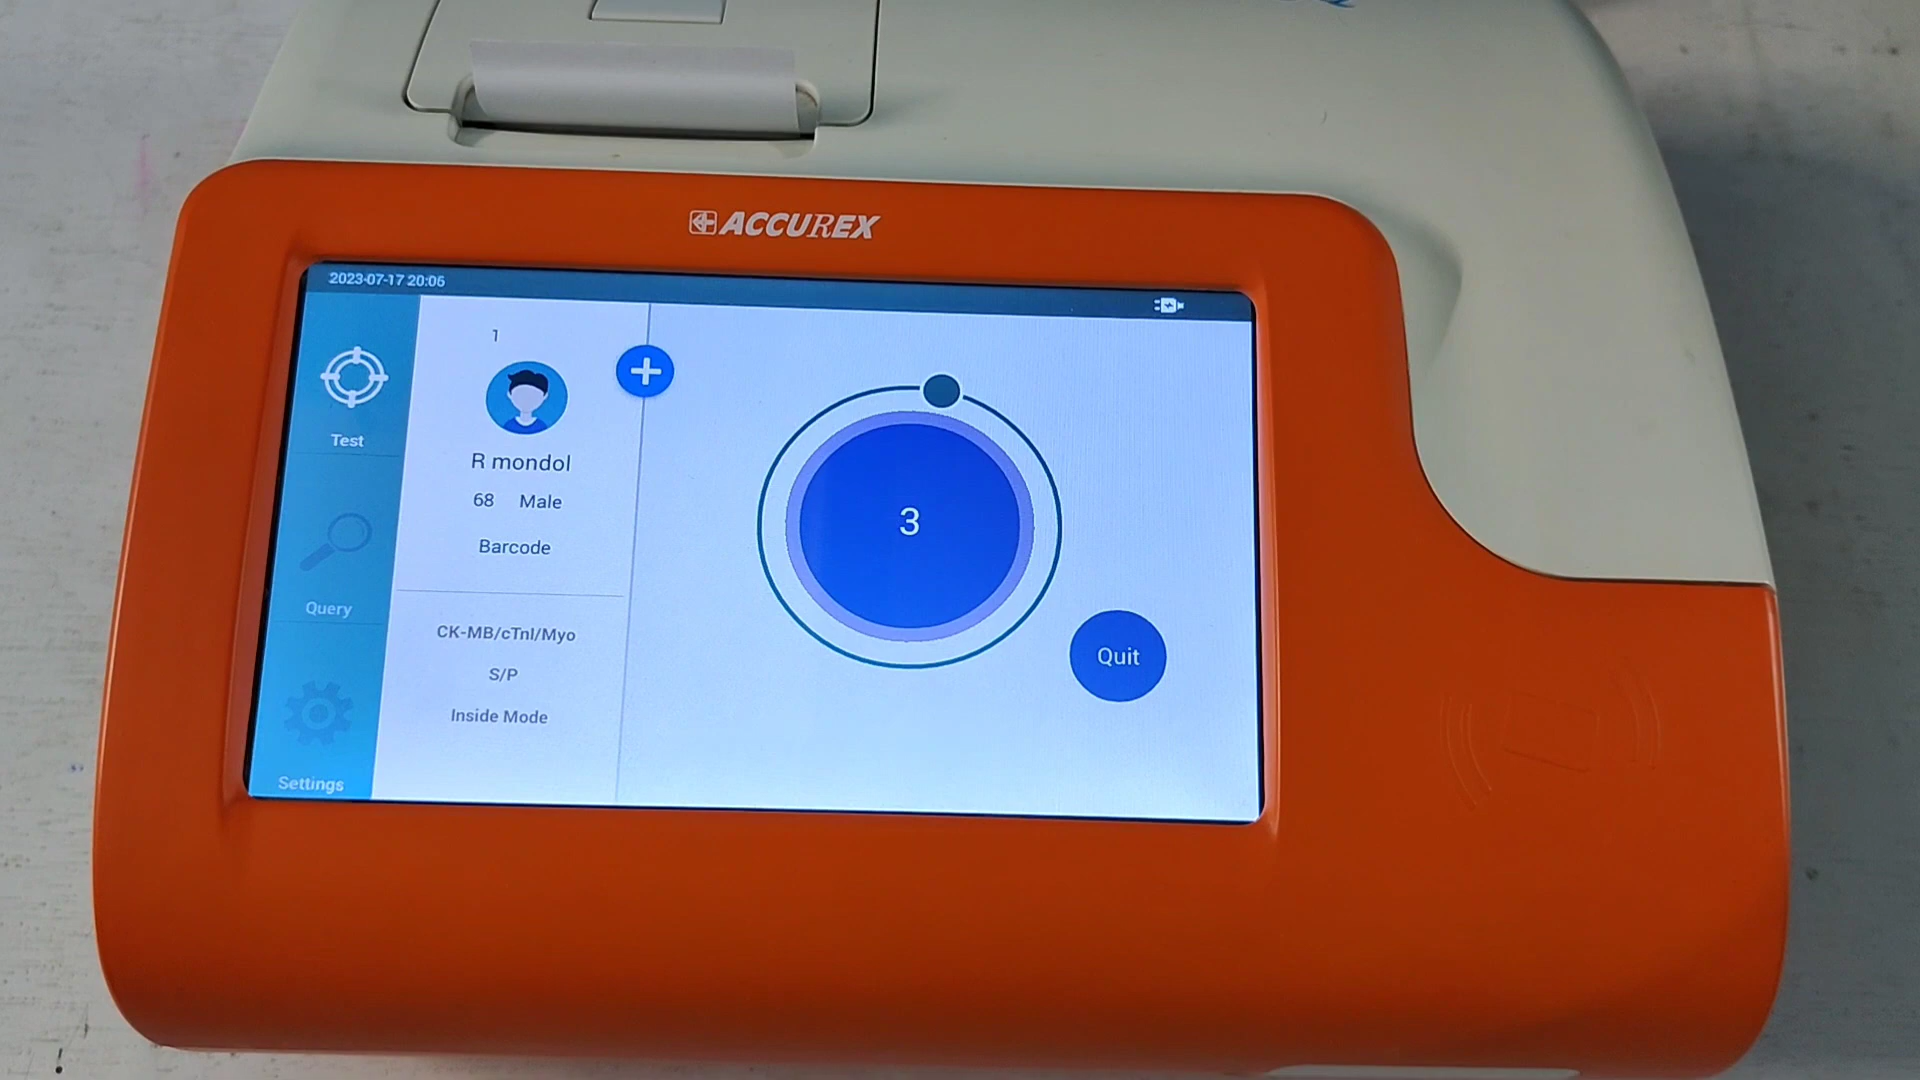 ACCUREX
2023-07-17 20:06
1
R mondol
68 Male
Barcode
CK-MB/cTnI/Myo
S/P
Inside Mode
Test
Query
Settings
3
Quit